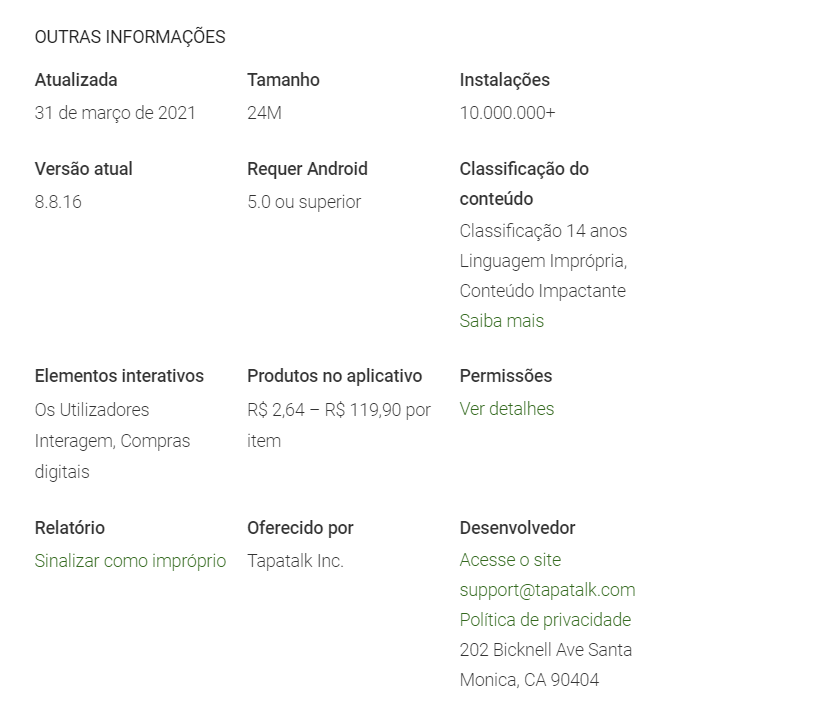 OUTRAS INFORMAÇÕES
Atualizada
31 de março de 2021
Tamanho
24M
Instalações
10.000.000+
Versão atual
8.8.16
Requer Android
5.0 ou superior
Classificação do
conteúdo
Classificação 14 anos
Linguagem Imprópria,
Conteúdo Impactante
Saiba mais
Elementos interativos
Os Utilizadores
Interagem, Compras
digitais
Produtos no aplicativo
R$ 2,64 – R$ 119,90 por
item
Permissões
Ver detalhes
Relatório
Sinalizar como impróprio
Oferecido por
Tapatalk Inc.
Desenvolvedor
Acesse o site
support@tapatalk.com
Política de privacidade
202 Bicknell Ave Santa
Monica, CA 90404